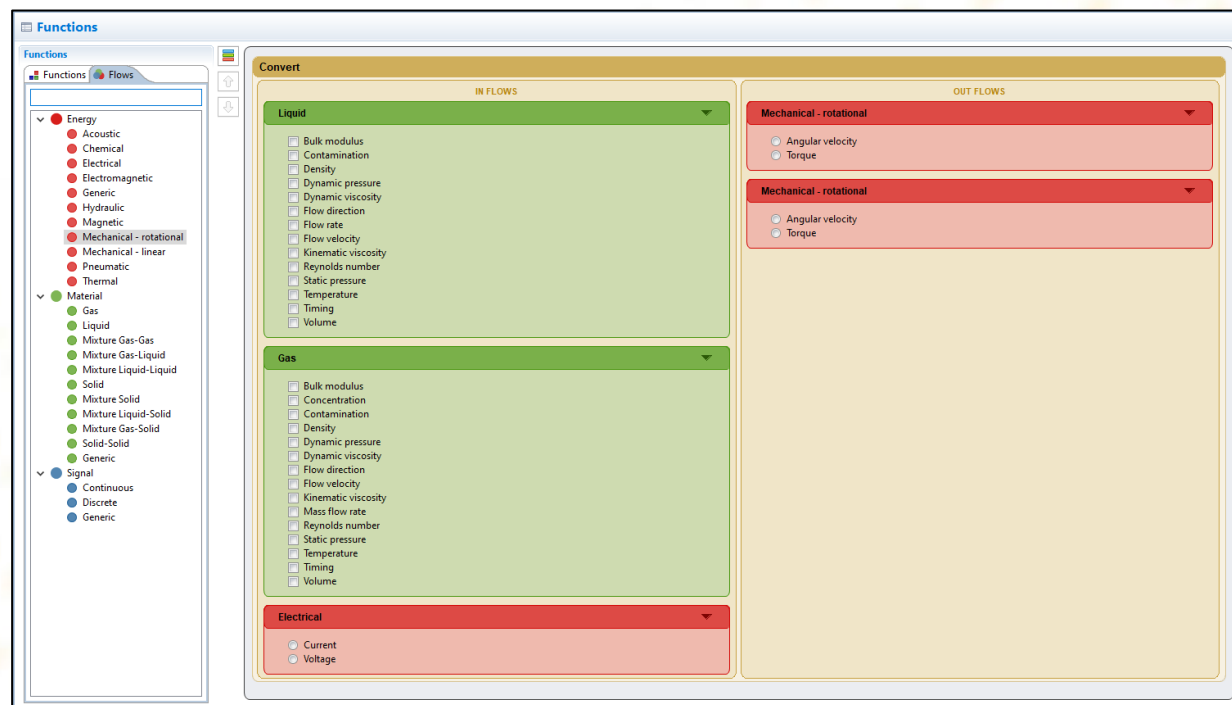 Functions
Functions
Functions
Flows
Energy
Acoustic
Chemical
Electrical
Electromagnetic
Generic
Hydraulic
Magnetic
Mechanical - rotational
Mechanical - linear
Pneumatic
Thermal
Material
Gas
Liquid
Mixture Gas-Gas
Mixture Gas-Liquid
Mixture Liquid-Liquid
Solid
Mixture Solid
Mixture Liquid-Solid
Mixture Gas-Solid
Solid-Solid
Generic
Signal
Continuous
Discrete
Generic
Convert
IN FLOWS
Liquid
Bulk modulus
Contamination
Density
Dynamic pressure
Dynamic viscosity
Flow direction
Flow rate
Flow velocity
Kinematic viscosity
Reynolds number
Static pressure
Temperature
Timing
Volume
Gas
Bulk modulus
Concentration
Contamination
Density
Dynamic pressure
Dynamic viscosity
Flow direction
Flow velocity
Kinematic viscosity
Mass flow rate
Reynolds number
Static pressure
Temperature
Timing
Volume
Electrical
Current
Voltage
OUT FLOWS
Mechanical - rotational
Angular velocity
Torque
Mechanical - rotational
Angular velocity
Torque